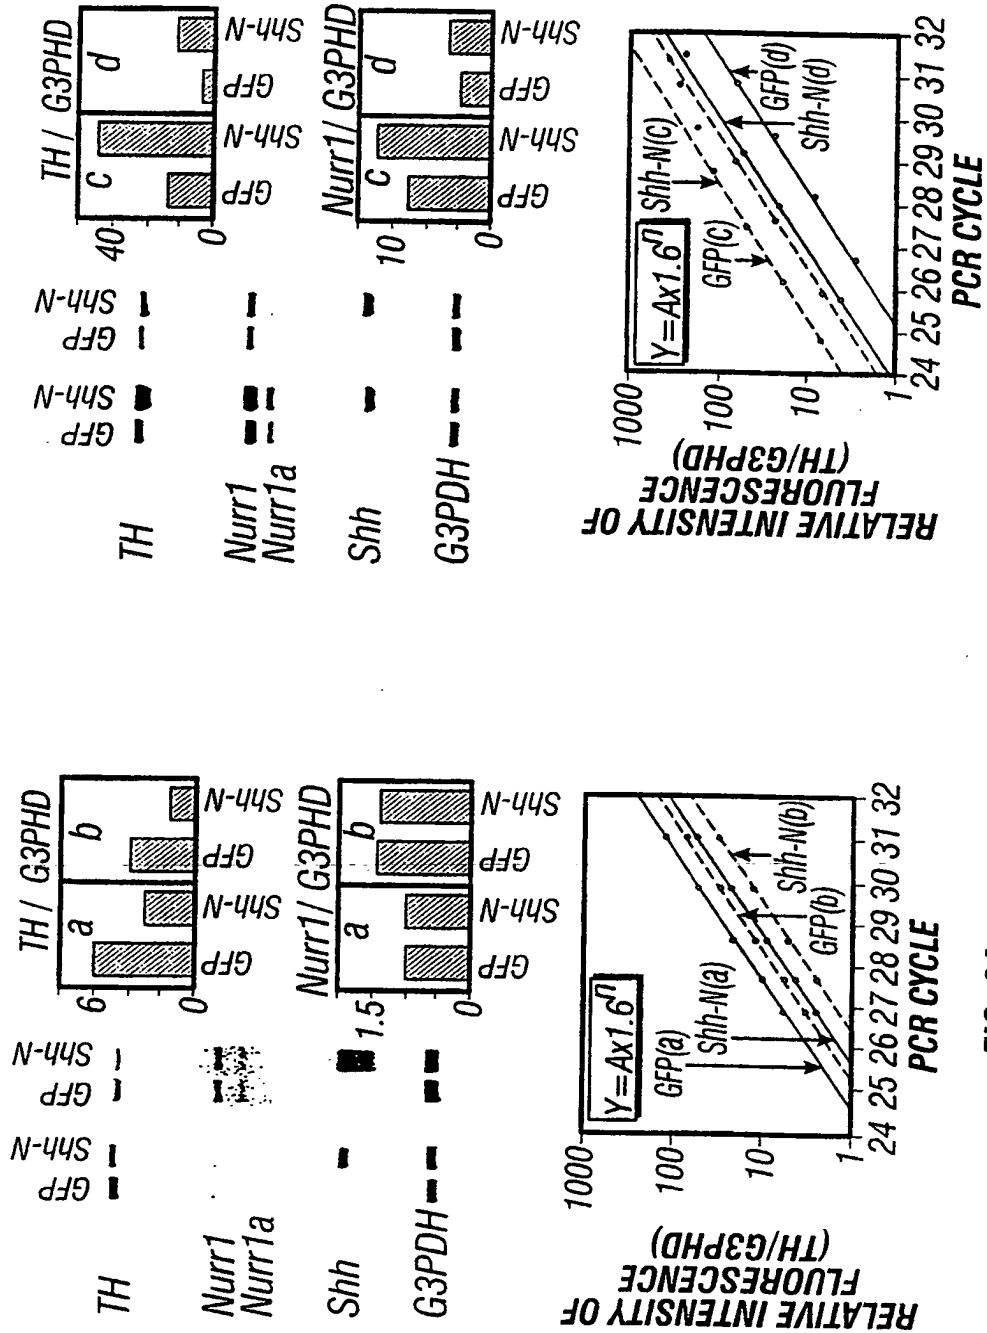 GFP
Shh-N
GFP
Shh-N
TH
Nurr1
Nurr1a
Shh
G3PDH
TH / G3PHD
6
0
a
b
GFP
Shh-N
GFP
Shh-N
Nurr1 / G3PHD
1.5
0
a
b
GFP
Shh-N
GFP
Shh-N
RELATIVE INTENSITY OF
FLUORESCENCE
(TH/G3PHD)
1000
100
10
1
Y=Ax1.6ⁿ
GFP(a)
Shh-N(a)
GFP(b)
Shh-N(b)
24 25 26 27 28 29 30 31 32
PCR CYCLE
GFP
Shh-N
GFP
Shh-N
TH
Nurr1
Nurr1a
Shh
G3PDH
TH / G3PHD
40
0
c
d
GFP
Shh-N
GFP
Shh-N
Nurr1 / G3PHD
10
0
c
d
GFP
Shh-N
GFP
Shh-N
RELATIVE INTENSITY OF
FLUORESCENCE
(TH/G3PHD)
1000
100
10
1
Y=Ax1.6ⁿ
GFP(c)
Shh-N(c)
GFP(d)
Shh-N(d)
24 25 26 27 28 29 30 31 32
PCR CYCLE